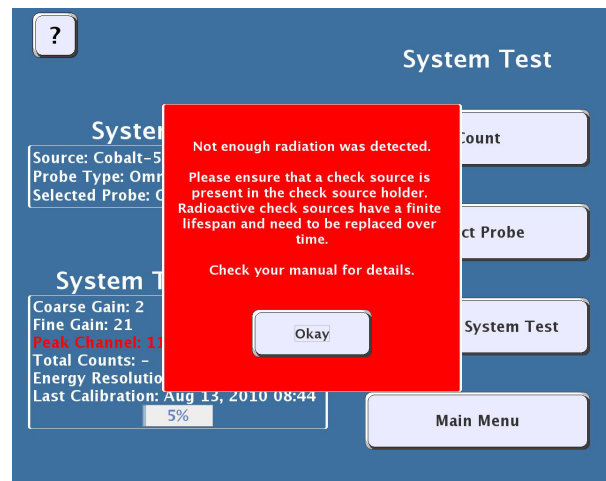 ?
System Test
Not enough radiation was detected.
Please ensure that a check source is
present in the check source holder.
Radioactive check sources have a finite
lifespan and need to be replaced over
time.
Check your manual for details.
Okay
Source: Cobalt-5
Probe Type:
Selected Probe:
System T
Coarse Gain: 2
Fine Gain: 21
Peak Channel: 11
Total Counts: -
Energy Resolutio
Last Calibration: Aug 13, 2010 08:44
5%
Count
ct Probe
System Test
Main Menu